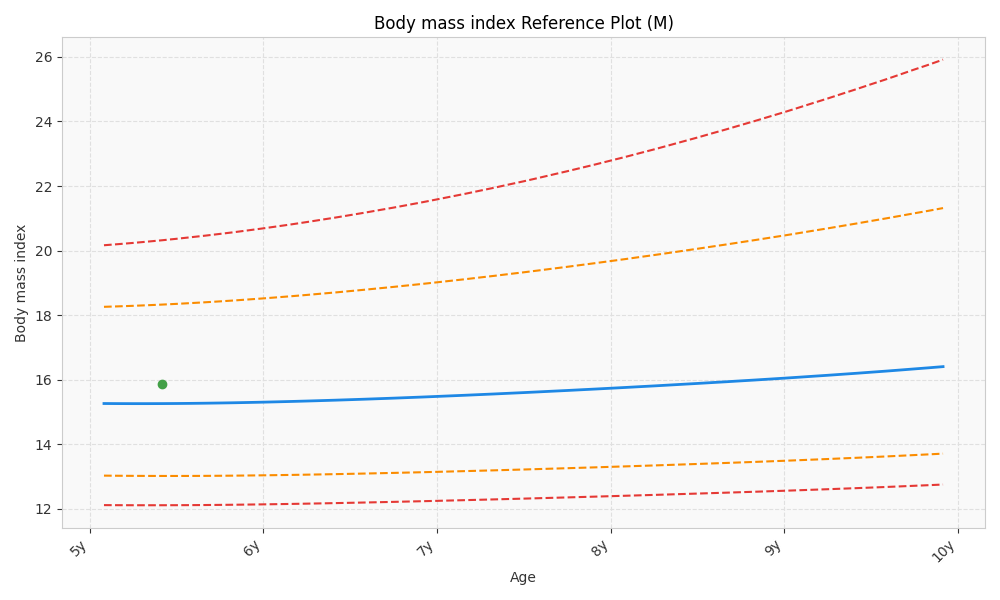 Body mass index Reference Plot (M)
Body mass index
26
24
22
20
18
16
14
12
5y
6y
7y
8y
9y
10y
Age